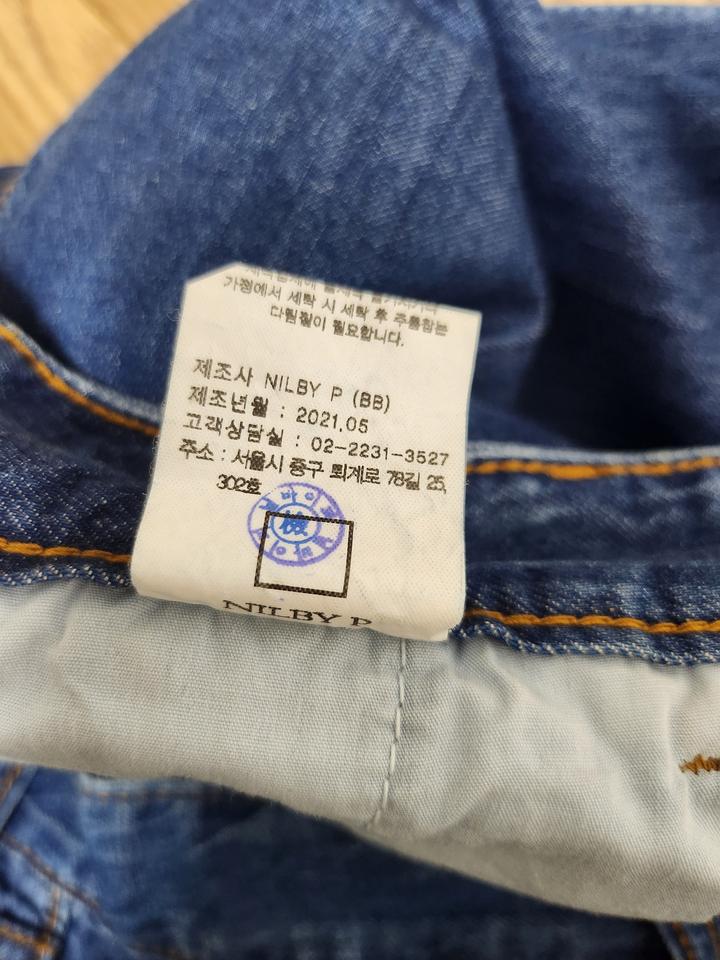 가정에서 세탁 시 세탁 후 주름잡는
다림질이 필요합니다.
제조사 NILBY P (BB)
제조년월 : 2021.05
고객상담실 : 02-2231-3527
주소 : 서울시 중구 퇴계로 78길 25,
302호
NILBY P